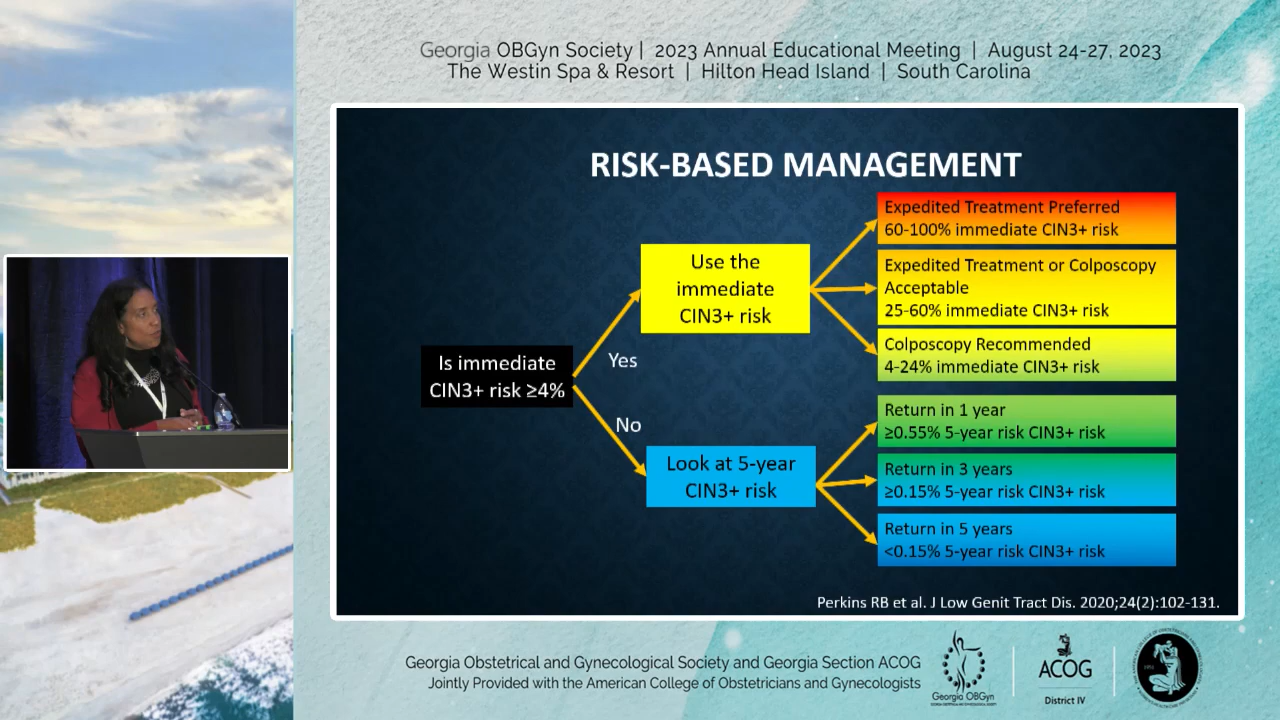 Georgia OBGyn Society | 2023 Annual Educational Meeting | August 24-27, 2023
The Westin Spa & Resort | Hilton Head Island | South Carolina
RISK-BASED MANAGEMENT
Is immediate
CIN3+ risk ≥4%
Yes
No
Use the
immediate
CIN3+ risk
Look at 5-year
CIN3+ risk
Expedited Treatment Preferred
60-100% immediate CIN3+ risk
Expedited Treatment or Colposcopy
Acceptable
25-60% immediate CIN3+ risk
Colposcopy Recommended
4-24% immediate CIN3+ risk
Return in 1 year
≥0.55% 5-year risk CIN3+ risk
Return in 3 years
≥0.15% 5-year risk CIN3+ risk
Return in 5 years
<0.15% 5-year risk CIN3+ risk
Perkins RB et al. J Low Genit Tract Dis. 2020;24(2):102-131.
Georgia Obstetrical and Gynecological Society and Georgia Section ACOG
Jointly Provided with the American College of Obstetricians and Gynecologists
Georgia OBGyn
ACOG
District IV